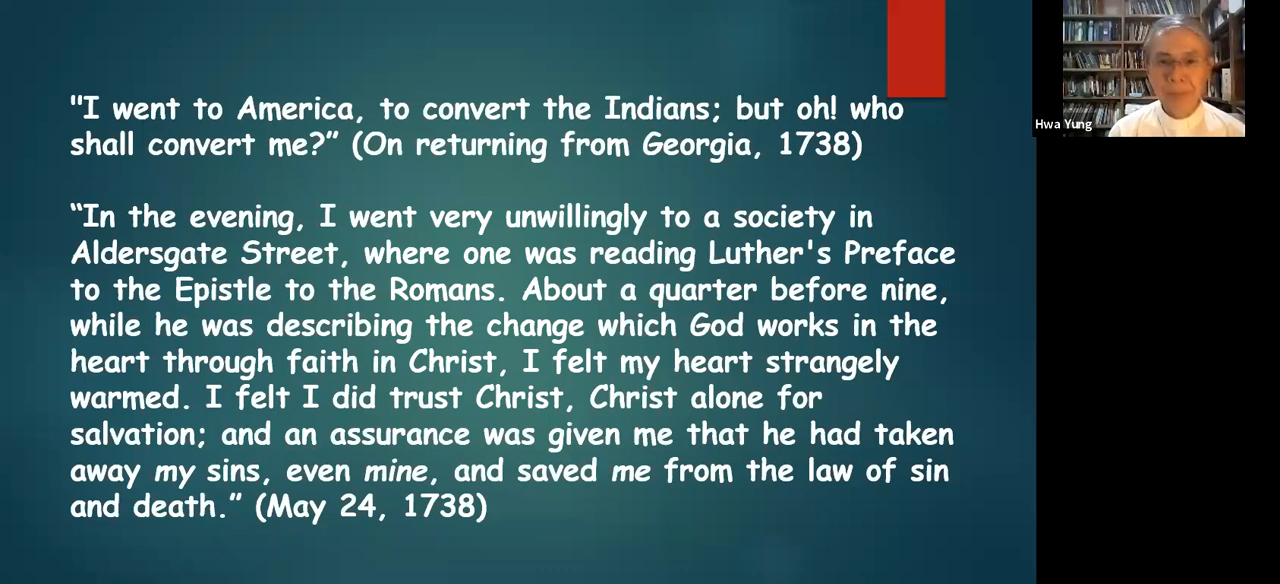 "I went to America, to convert the Indians; but oh! who
shall convert me?” (On returning from Georgia, 1738)
“In the evening, I went very unwillingly to a society in
Aldersgate Street, where one was reading Luther's Preface
to the Epistle to the Romans. About a quarter before nine,
while he was describing the change which God works in the
heart through faith in Christ, I felt my heart strangely
warmed. I felt I did trust Christ, Christ alone for
salvation; and an assurance was given me that he had taken
away my sins, even mine, and saved me from the law of sin
and death.” (May 24, 1738)
Hwa Yung